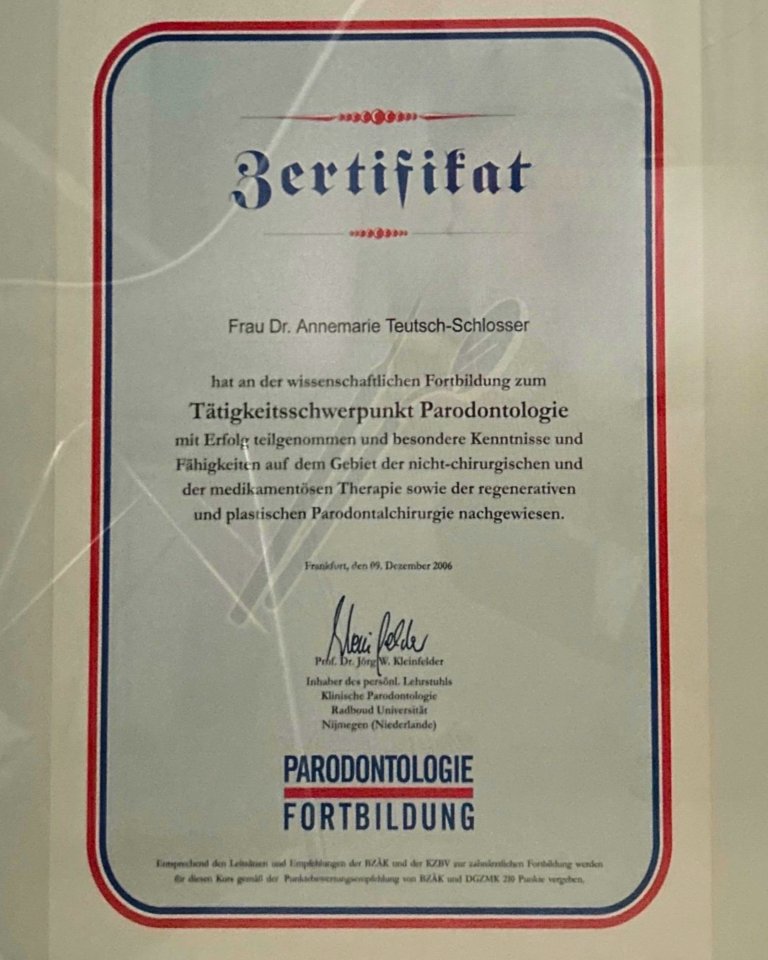 Zertifikat
Frau Dr. Annemarie Teutsch-Schlosser
hat an der wissenschaftlichen Fortbildung zum
Tätigkeitsschwerpunkt Parodontologie
mit Erfolg teilgenommen und besondere Kenntnisse und
Fähigkeiten auf dem Gebiet der nicht-chirurgischen und
der medikamentösen Therapie sowie der regenerativen
und plastischen Parodontalchirurgie nachgewiesen.
Frankfurt, den 09. Dezember 2006
Prof. Dr. Jörg W. Kleinfelder
Inhaber des persönl. Lehrstuhls
Klinische Parodontologie
Radboud Universität
Nijmegen (Niederlande)
PARODONTOLOGIE
FORTBILDUNG
Entsprechend den Leitsätzen und Empfehlungen der BZÄK und der KZBV zur zahnärztlichen Fortbildung werden
für diesen Kurs gemäß der Punktebewertungsempfehlung von BZÄK und DGZMK 210 Punkte vergeben.